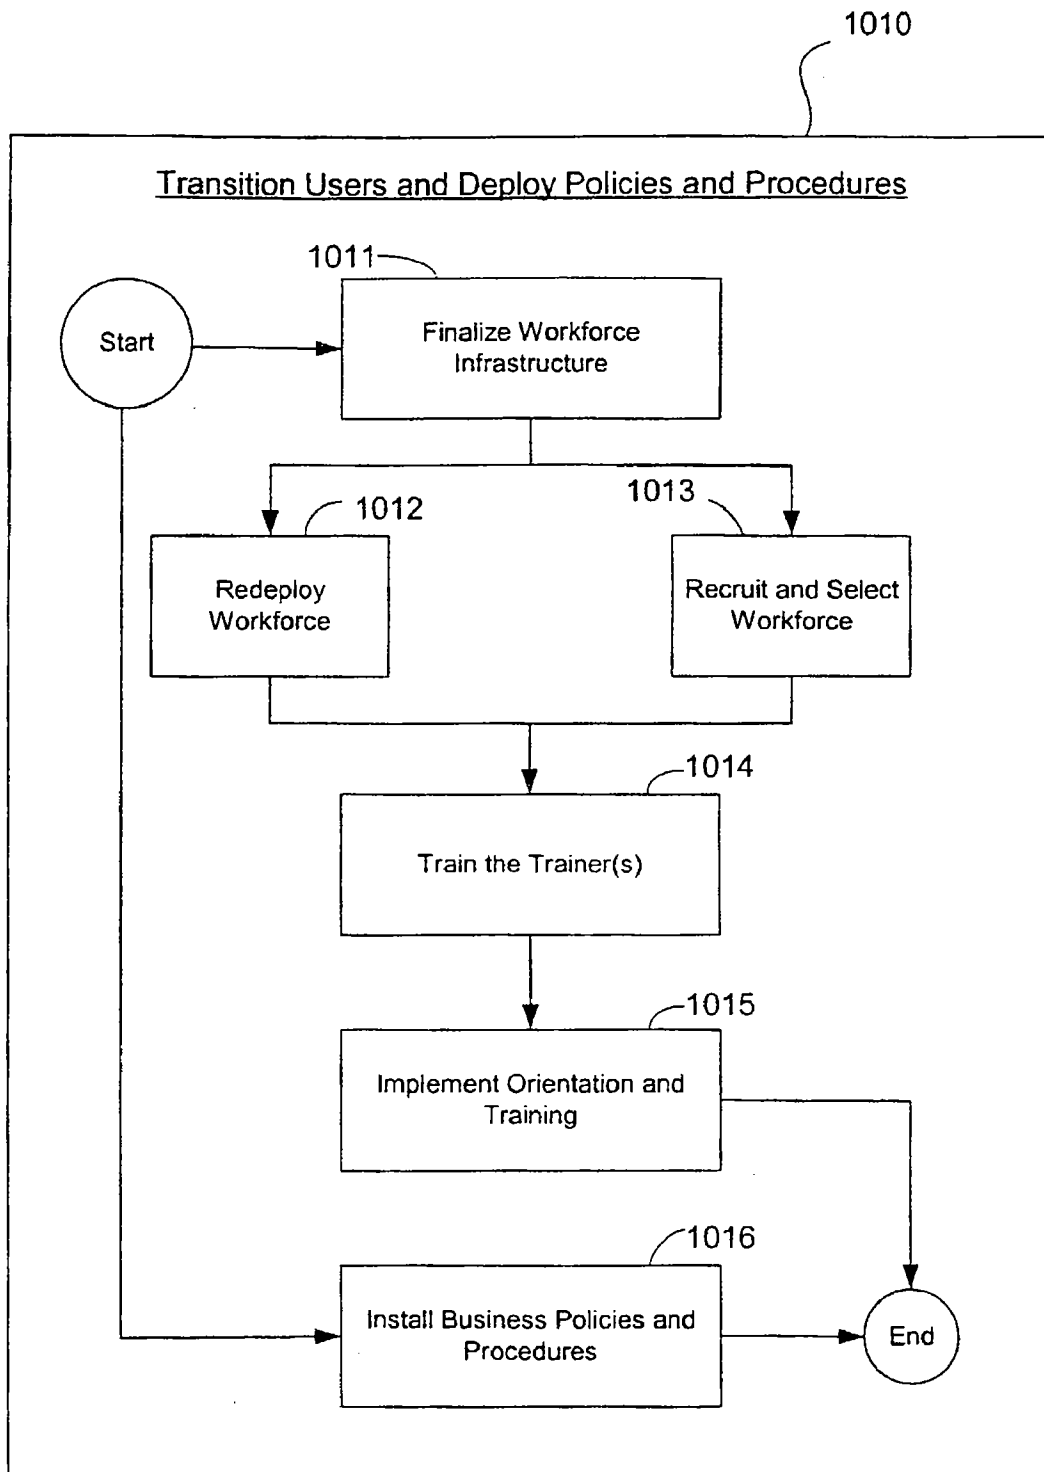 1010
Transition Users and Deploy Policies and Procedures
1011
Start
Finalize Workforce
Infrastructure
1012
1013
Redeploy
Workforce
Recruit and Select
Workforce
1014
Train the Trainer(s)
1015
Implement Orientation and
Training
1016
Install Business Policies and
Procedures
End